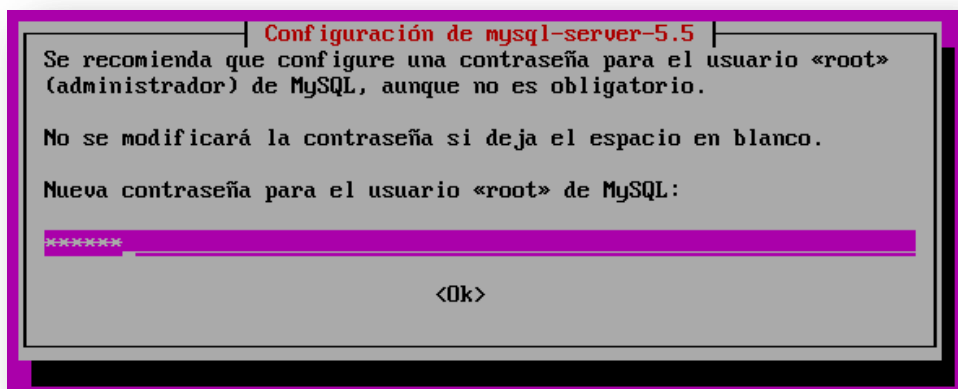 Configuración de mysql-server-5.5
Se recomienda que configure una contraseña para el usuario «root»
(administrador) de MySQL, aunque no es obligatorio.
No se modificará la contraseña si deja el espacio en blanco.
Nueva contraseña para el usuario «root» de MySQL:
******
<Ok>